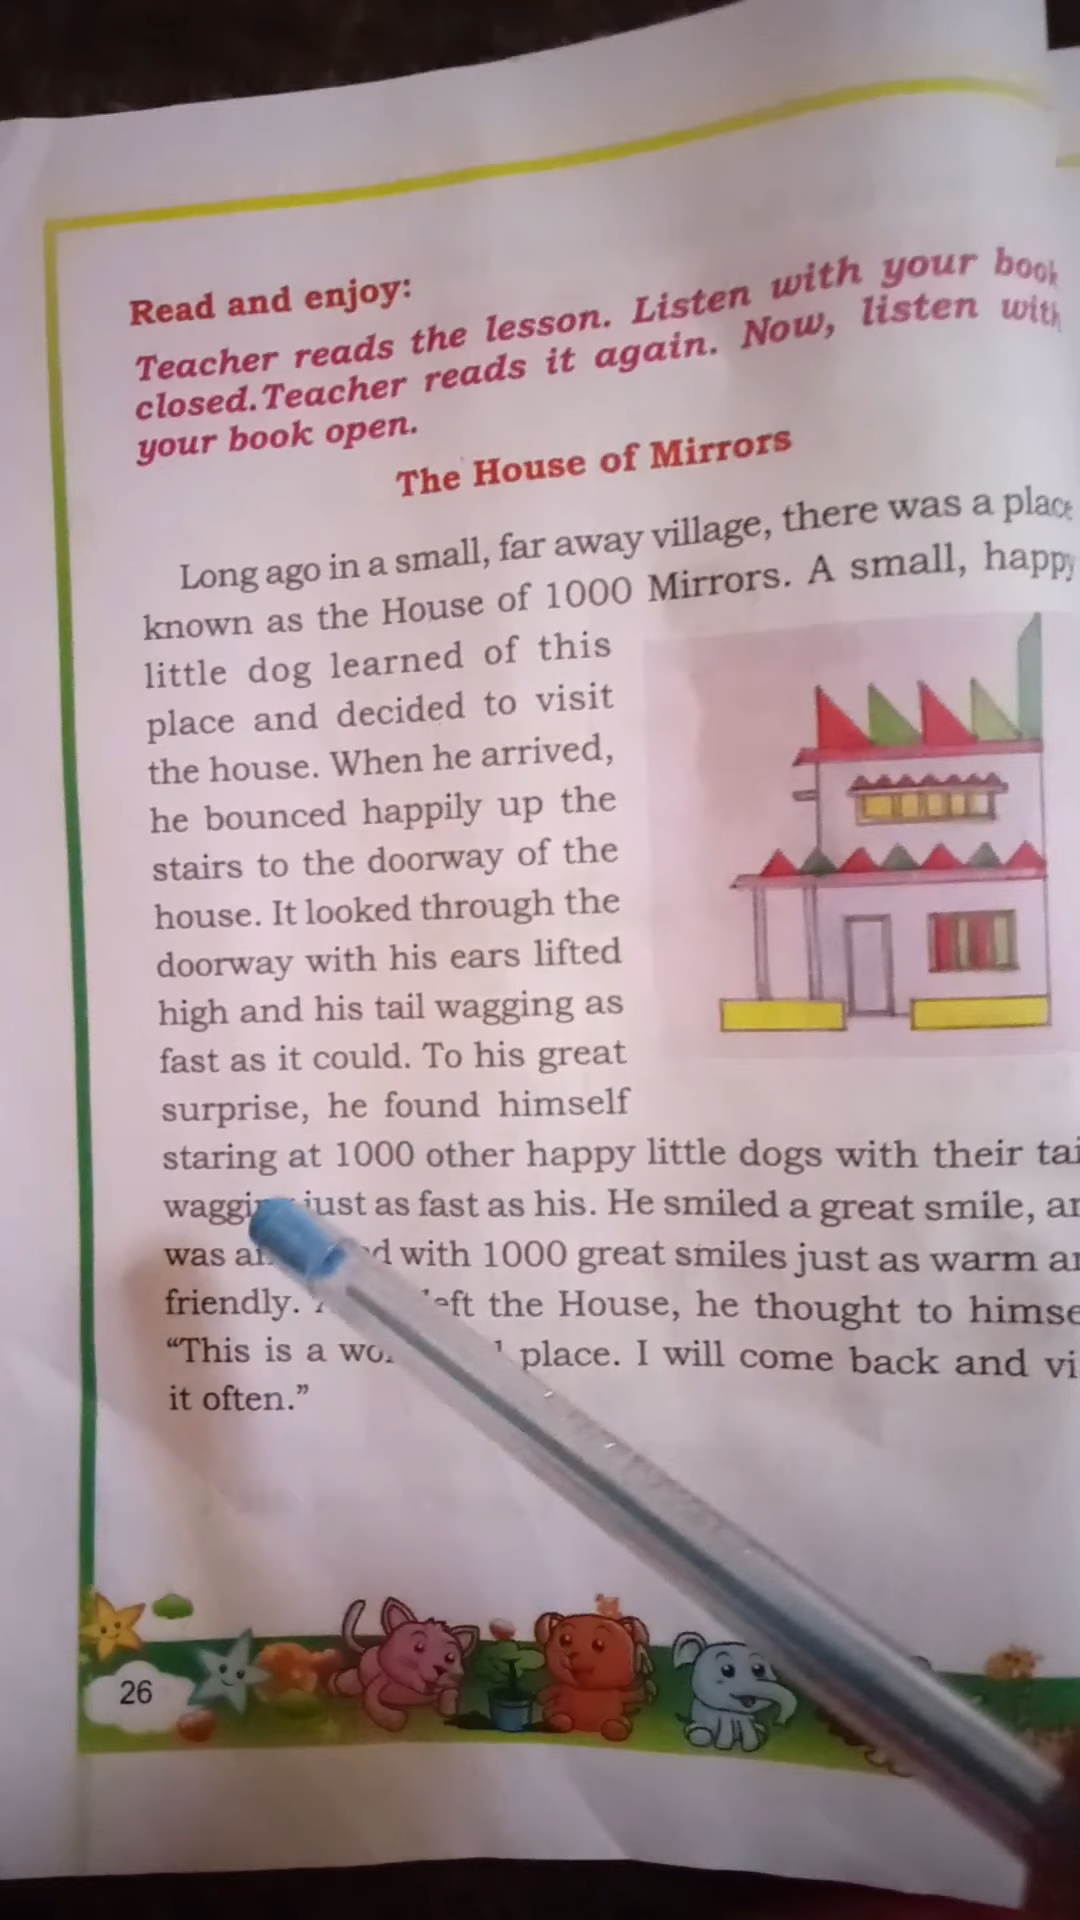 Read and enjoy:
Teacher reads the lesson. Listen with your book
closed. Teacher reads it again. Now, listen with
your book open.
The House of Mirrors
Long ago in a small, far away village, there was a place
known as the House of 1000 Mirrors. A small, happy
little dog learned of this
place and decided to visit
the house. When he arrived,
he bounced happily up the
stairs to the doorway of the
house. It looked through the
doorway with his ears lifted
high and his tail wagging as
fast as it could. To his great
surprise, he found himself
staring at 1000 other happy little dogs with their
just as fast as his. He smiled a great smile,
was with 1000 great smiles just as warm
friendly. the House, he thought to
“This is a place. I will come back and
it often.”
26